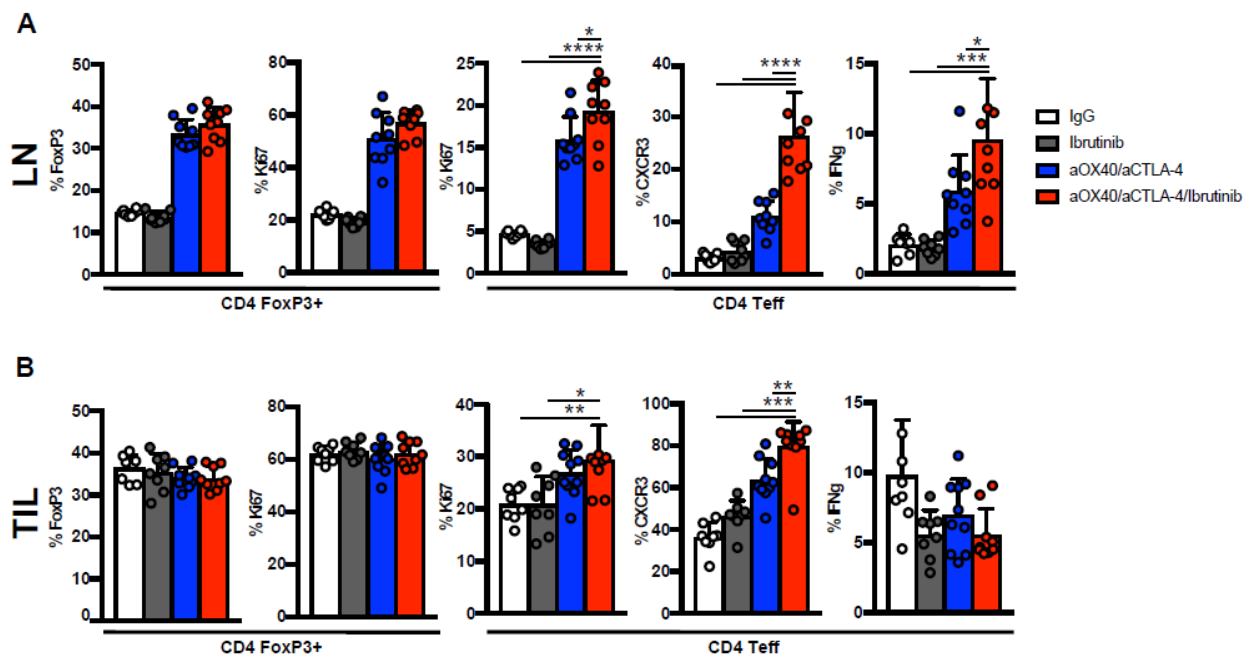 A
LN
% FoxP3
50
40
30
20
10
0
% Ki67
80
60
40
20
0
CD4 FoxP3+
% Ki67
25
20
15
10
5
0
*
****
% CXCR3
40
30
20
10
0
****
% IFNg
15
10
5
0
*
***
CD4 Teff
IgG
Ibrutinib
aOX40/aCTLA-4
aOX40/aCTLA-4/Ibrutinib
B
TIL
% FoxP3
50
40
30
20
10
0
% Ki67
80
60
40
20
0
CD4 FoxP3+
% Ki67
40
30
20
10
0
*
**
% CXCR3
100
80
60
40
20
0
**
***
% IFNg
15
10
5
0
CD4 Teff